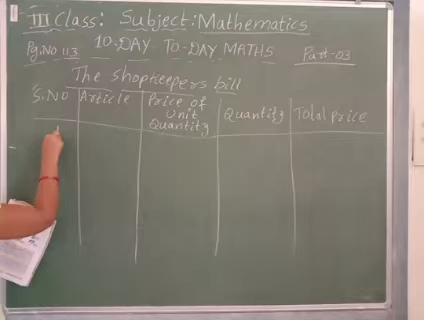 III Class: Subject: Mathematics
Pg.No 113 10-DAY TO-DAY MATHS Part-03
The shopkeepers bill
S.NO Article Price of Unit Quantity Quantity Total Price